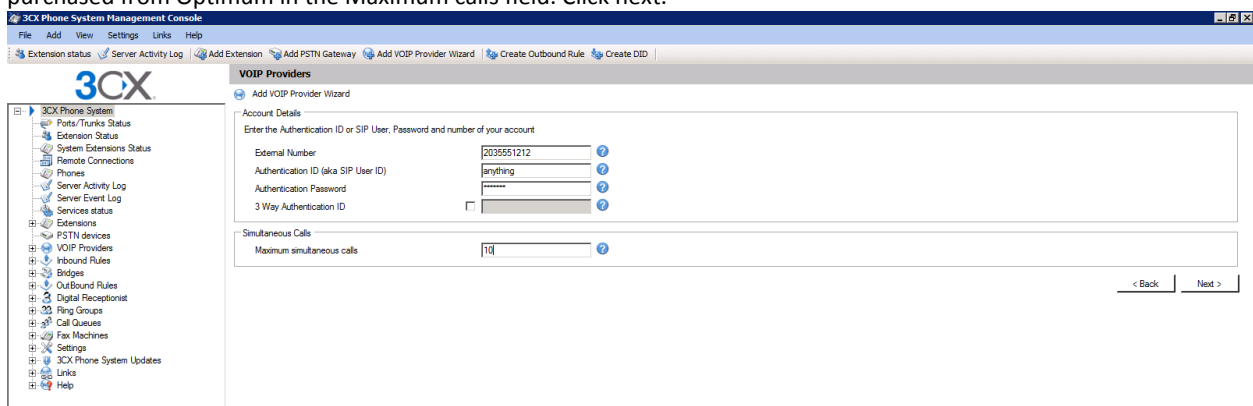 purchased from Optimum in the Maximum calls field. Click next.
3CX Phone System Management Console
File Add View Settings Links Help
Extension status Server Activity Log Add Extension Add PSTN Gateway Add VOIP Provider Wizard Create Outbound Rule Create DID
3CX
VOIP Providers
Add VOIP Provider Wizard
3CX Phone System
Ports/Trunks Status
Extension Status
System Extensions Status
Remote Connections
Phones
Server Activity Log
Server Event Log
Services status
Extensions
PSTN devices
VOIP Providers
Inbound Rules
Bridges
OutBound Rules
Digital Receptionist
Ring Groups
Call Queues
Fax Machines
Settings
3CX Phone System Updates
Links
Help
Account Details
Enter the Authentication ID or SIP User, Password and number of your account
External Number 2035551212
Authentication ID (aka SIP User ID) anything
Authentication Password *******
3 Way Authentication ID
Simultaneous Calls
Maximum simultaneous calls 10
< Back Next >